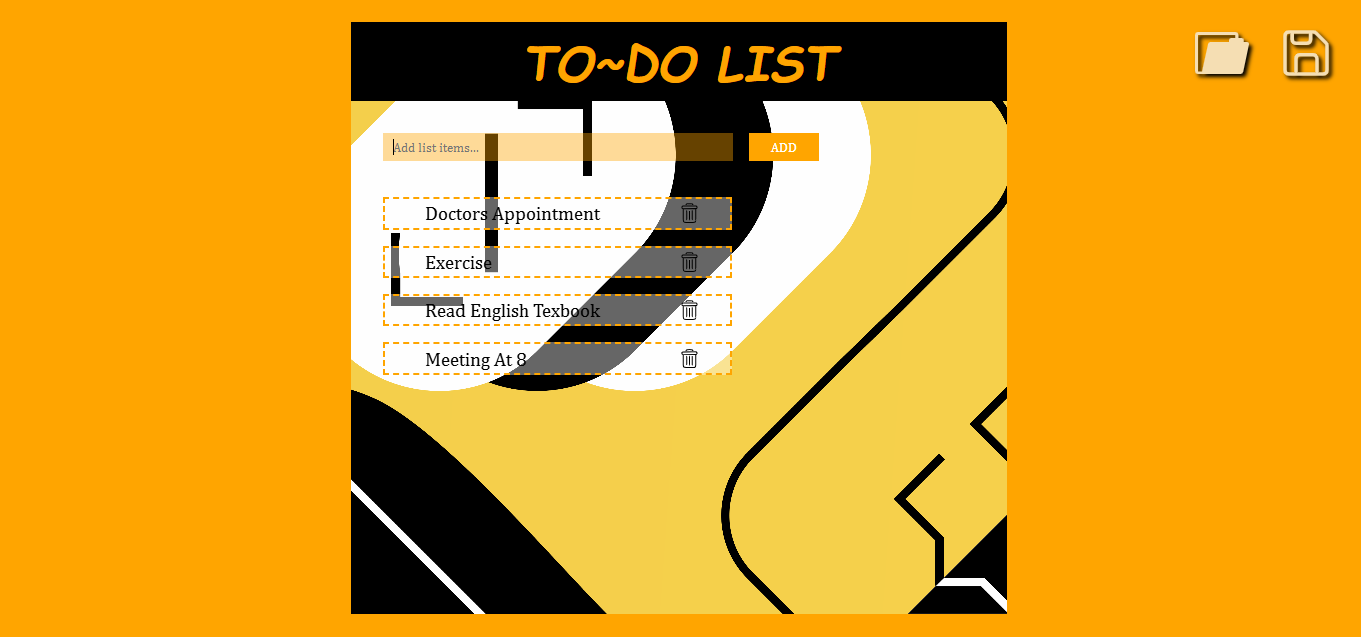 TO~DO LIST
Add list items...
ADD
Doctors Appointment
Exercise
Read English Texbook
Meeting At 8